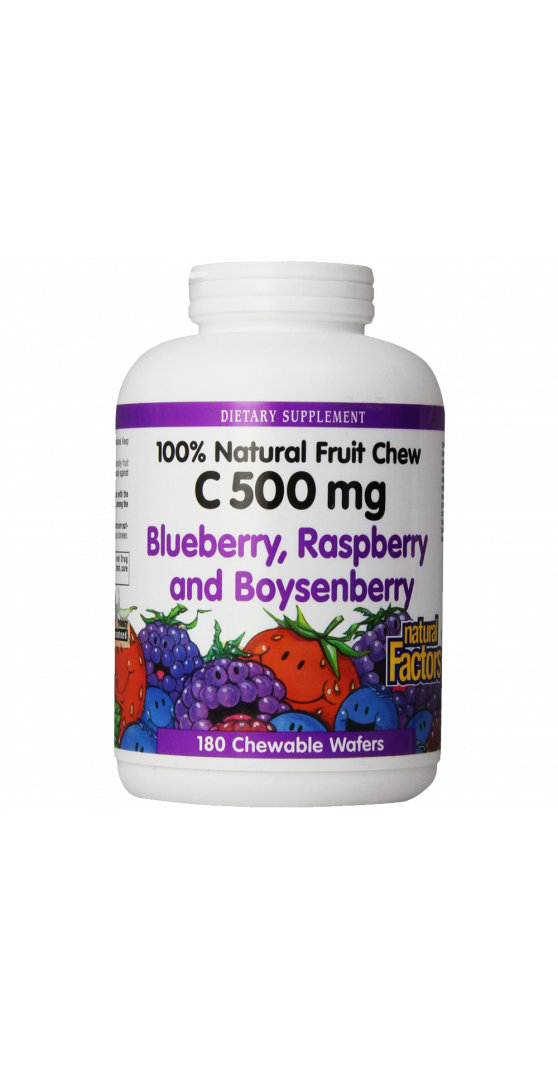 DIETARY SUPPLEMENT
100% Natural Fruit Chew
C 500 mg
Blueberry, Raspberry
and Boysenberry
natural
Factors
180 Chewable Wafers